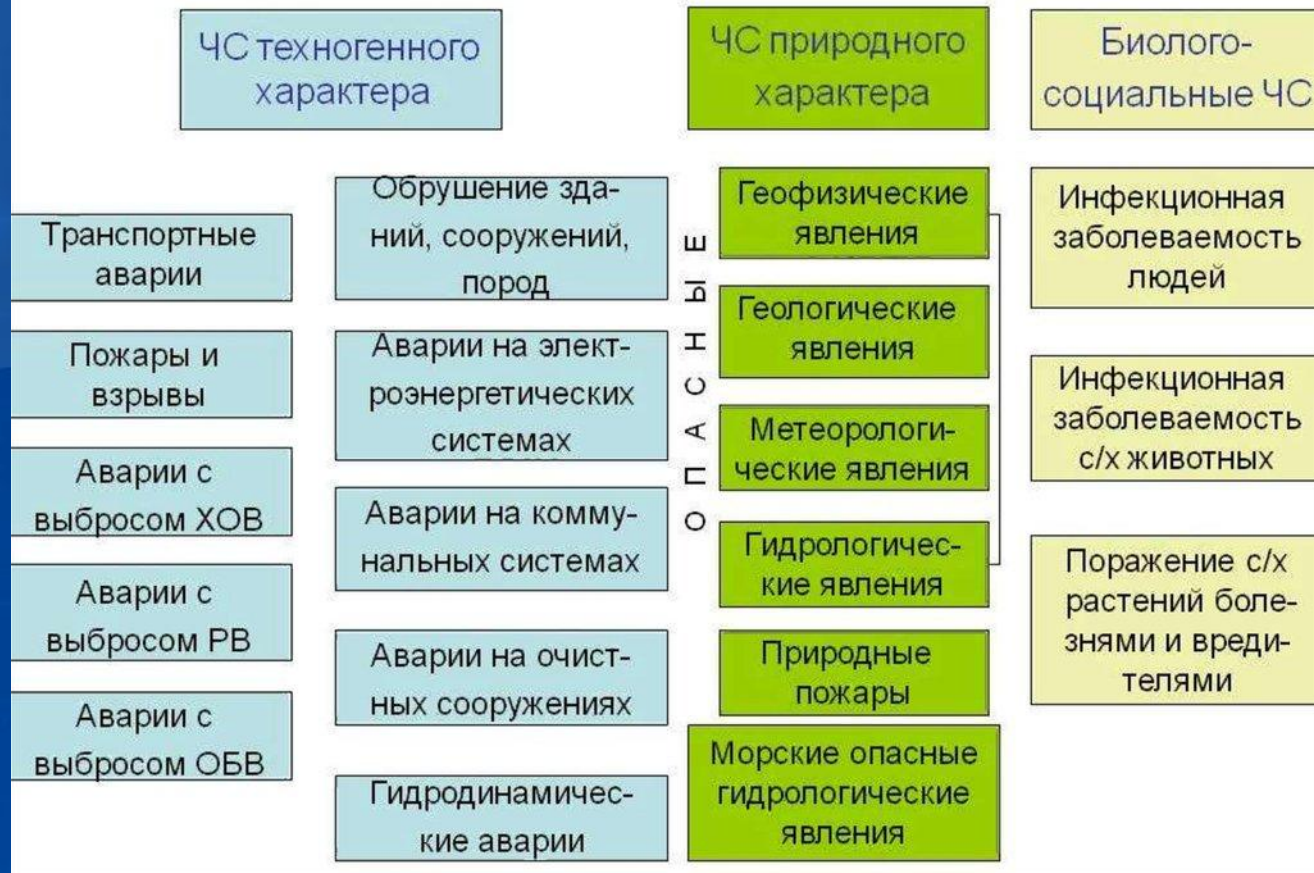 ЧС техногенного
характера
Транспортные
аварии
Пожары и
взрывы
Аварии с
выбросом ХОВ
Аварии с
выбросом РВ
Аварии с
выбросом ОБВ
Обрушение зда-
ний, сооружений,
пород
Аварии на элект-
роэнергетических
системах
Аварии на комму-
нальных системах
Аварии на очист-
ных сооружениях
Гидродинамичес-
кие аварии
ЧС природного
характера
ОПАСНЫЕ
Геофизические
явления
Геологические
явления
Метеорологи-
ческие явления
Гидрологичес-
кие явления
Природные
пожары
Морские опасные
гидрологические
явления
Биолого-
социальные ЧС
Инфекционная
заболеваемость
людей
Инфекционная
заболеваемость
с/х животных
Поражение с/х
растений боле-
знями и вреди-
телями